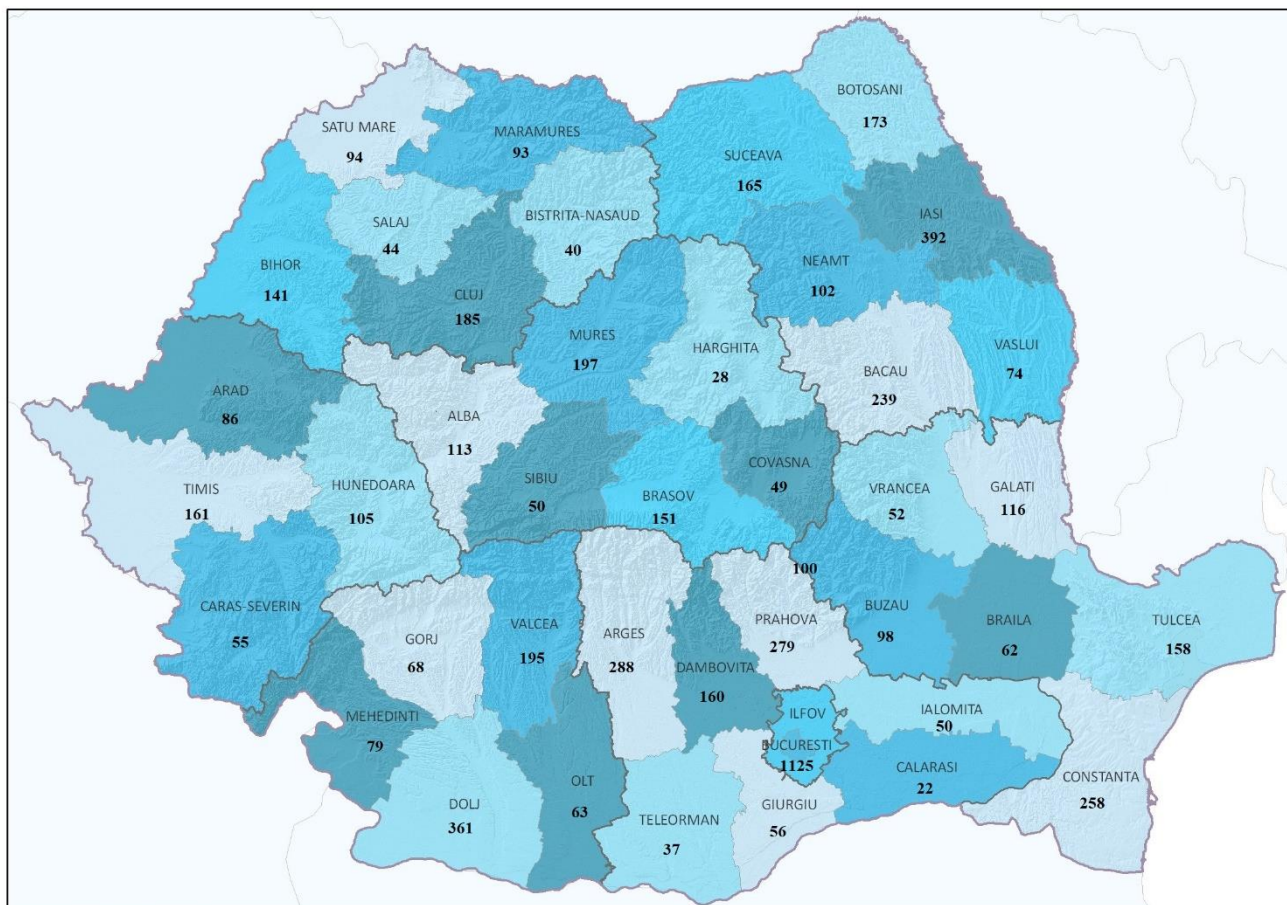 BOTOSANI
173
SATU MARE
94
MARAMURES
93
SUCEAVA
165
IASI
392
SALAJ
44
BISTRITA-NASAUD
40
BIHOR
141
CLUJ
185
NEAMT
102
MURES
197
HARGHITA
28
BACAU
239
VASLUI
74
ARAD
86
ALBA
113
TIMIS
161
HUNEDOARA
105
SIBIU
50
BRASOV
151
COVASNA
49
VRANCEA
52
GALATI
116
100
CARAS-SEVERIN
55
GORJ
68
VALCEA
195
ARGES
288
DAMBOVITA
160
PRAHOVA
279
BUZAU
98
BRAILA
62
TULCEA
158
MEHEDINTI
79
ILFOV
BUCURESTI
1125
IALOMITA
50
CALARASI
22
CONSTANTA
258
DOLJ
361
OLT
63
TELEORMAN
37
GIURGIU
56